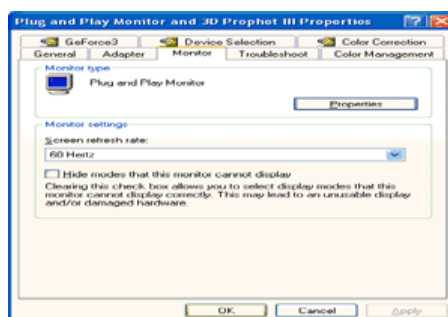 Plug and Play Monitor and 3D Prophet III Properties
GeForce3 Device Selection Color Correction
General Adapter Monitor Troubleshoot Color Management
Monitor type
Plug and Play Monitor
Properties
Monitor settings
Screen refresh rate:
60 Hertz
Hide modes that this monitor cannot display
Clearing this check box allows you to select display modes that this
monitor cannot display correctly. This may lead to an unusable display
and/or damaged hardware.
OK Cancel Apply